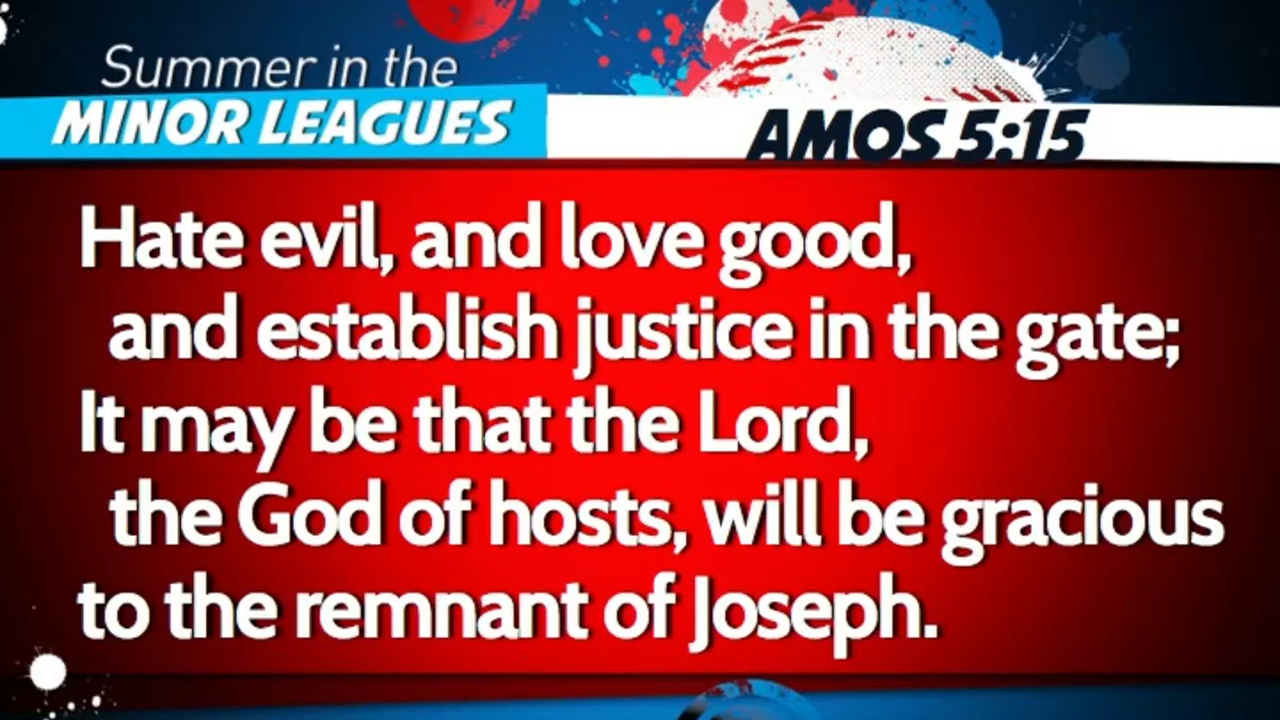 Summer in the
MINOR LEAGUES
AMOS 5:15
Hate evil, and love good,
and establish justice in the gate;
It may be that the Lord,
the God of hosts, will be gracious
to the remnant of Joseph.